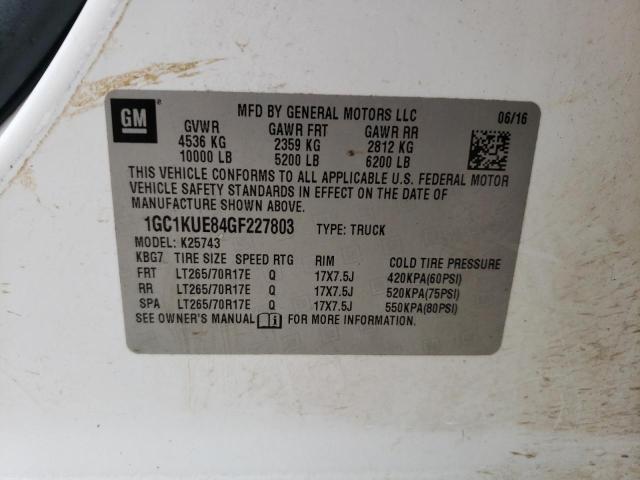 GM
MFD BY GENERAL MOTORS LLC 06/16
GVWR GAWR FRT GAWR RR
4536 KG 2359 KG 2812 KG
10000 LB 5200 LB 6200 LB
THIS VEHICLE CONFORMS TO ALL APPLICABLE U.S. FEDERAL MOTOR
VEHICLE SAFETY STANDARDS IN EFFECT ON THE DATE OF
MANUFACTURE SHOWN ABOVE.
1GC1KUE84GF227803 TYPE: TRUCK
MODEL: K25743
KBG7 TIRE SIZE SPEED RTG RIM COLD TIRE PRESSURE
FRT LT265/70R17E Q 17X7.5J 420KPA(60PSI)
RR LT265/70R17E Q 17X7.5J 520KPA(75PSI)
SPA LT265/70R17E Q 17X7.5J 550KPA(80PSI)
SEE OWNER'S MANUAL FOR MORE INFORMATION.